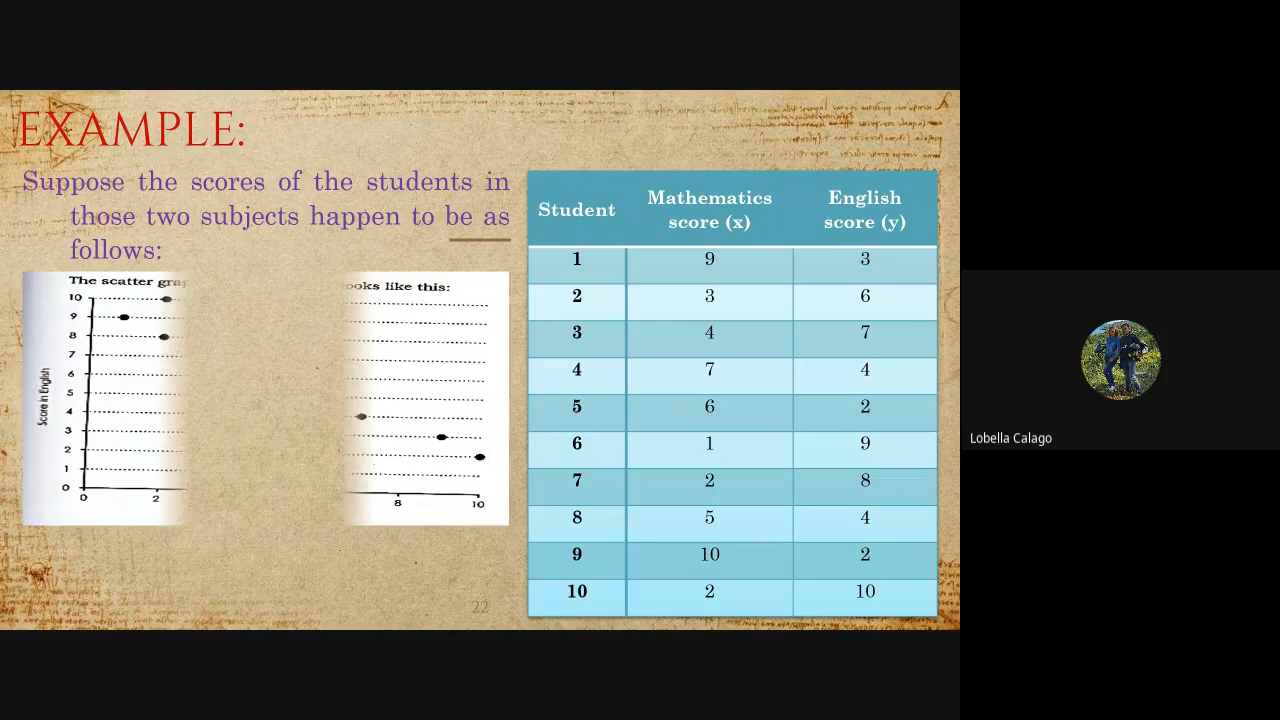 EXAMPLE:
Suppose the scores of the students in
those two subjects happen to be as
follows:
The scatter gra
ooks like this:
10
9
8
7
6
5
4
3
2
1
0
Score in English
0 2 8 10
Student Mathematics score (x) English score (y)
1 9 3
2 3 6
3 4 7
4 7 4
5 6 2
6 1 9
7 2 8
8 5 4
9 10 2
10 2 10
22
Lobella Calago